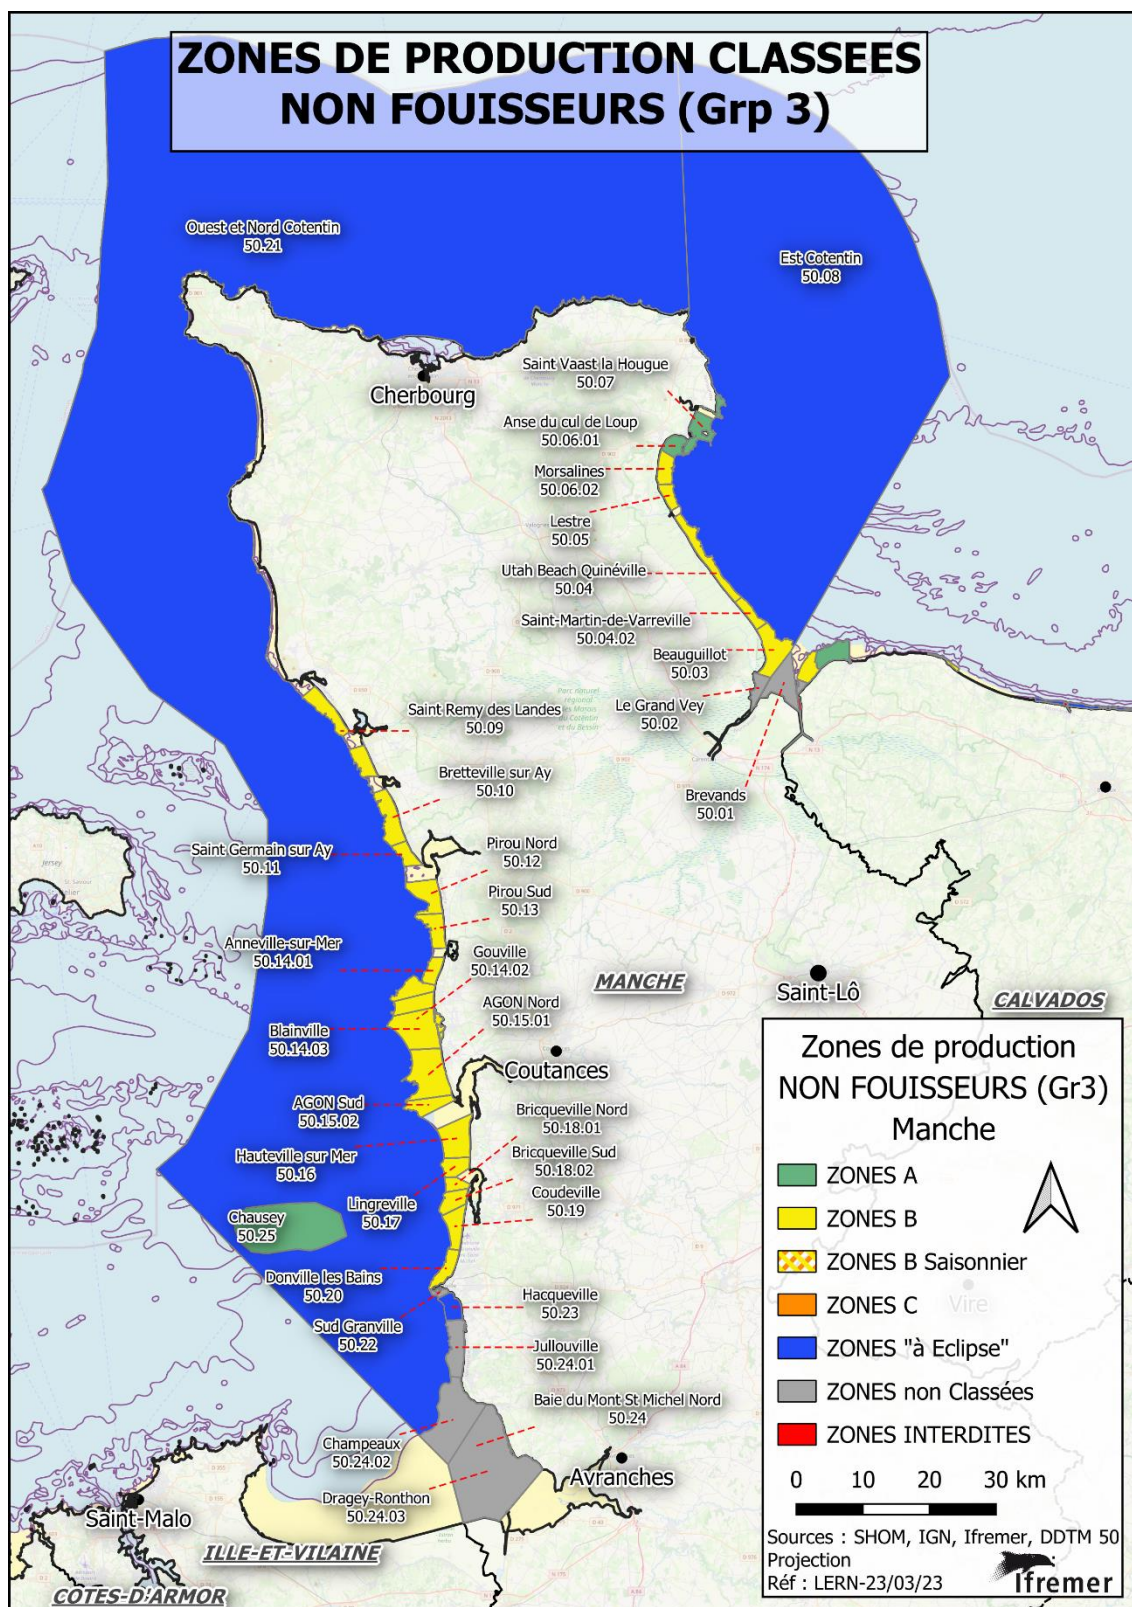 ZONES DE PRODUCTION CLASSEES
NON FOUISSEURS (Grp 3)
Ouest et Nord Cotentin
50.21
Est Cotentin
50.08
Saint Vaast la Hougue
50.07
Cherbourg
Anse du cul de Loup
50.06.01
Morsalines
50.06.02
Lestre
50.05
Utah Beach Quinéville
50.04
Saint-Martin-de-Varreville
50.04.02
Beauguillot
50.03
Le Grand Vey
50.02
Brevands
50.01
Saint Remy des Landes
50.09
Bretteville sur Ay
50.10
Saint Germain sur Ay
50.11
Pirou Nord
50.12
Pirou Sud
50.13
Anneville-sur-Mer
50.14.01
Gouville
50.14.02
MANCHE
Saint-Lô
CALVADOS
AGON Nord
50.15.01
Blainville
50.14.03
Coutances
AGON Sud
50.15.02
Bricqueville Nord
50.18.01
Hauteville sur Mer
50.16
Bricqueville Sud
50.18.02
Lingreville
50.17
Coudeville
50.19
Chausey
50.25
Donville les Bains
50.20
Hacqueville
50.23
Sud Granville
50.22
Jullouville
50.24.01
Baie du Mont St Michel Nord
50.24
Champeaux
50.24.02
Avranches
Dragey-Ronthon
50.24.03
Saint-Malo
ILLE-ET-VILAINE
COTES-D'ARMOR
Jersey
Vire
Zones de production
NON FOUISSEURS (Gr3)
Manche
ZONES A
ZONES B
ZONES B Saisonnier
ZONES C
ZONES "à Eclipse"
ZONES non Classées
ZONES INTERDITES
0 10 20 30 km
Sources : SHOM, IGN, Ifremer, DDTM 50
Projection :
Réf : LERN-23/03/23
Ifremer